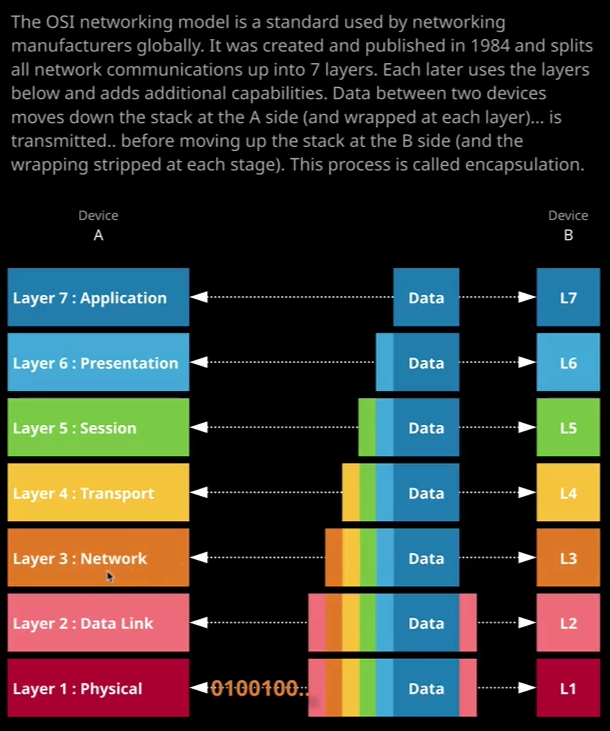 The OSI networking model is a standard used by networking
manufacturers globally. It was created and published in 1984 and splits
all network communications up into 7 layers. Each later uses the layers
below and adds additional capabilities. Data between two devices
moves down the stack at the A side (and wrapped at each layer)... is
transmitted.. before moving up the stack at the B side (and the
wrapping stripped at each stage). This process is called encapsulation.
Device
A
Device
B
Layer 7 : Application
Data
L7
Layer 6 : Presentation
Data
L6
Layer 5 : Session
Data
L5
Layer 4 : Transport
Data
L4
Layer 3 : Network
Data
L3
Layer 2 : Data Link
Data
L2
Layer 1 : Physical
0100100..
Data
L1